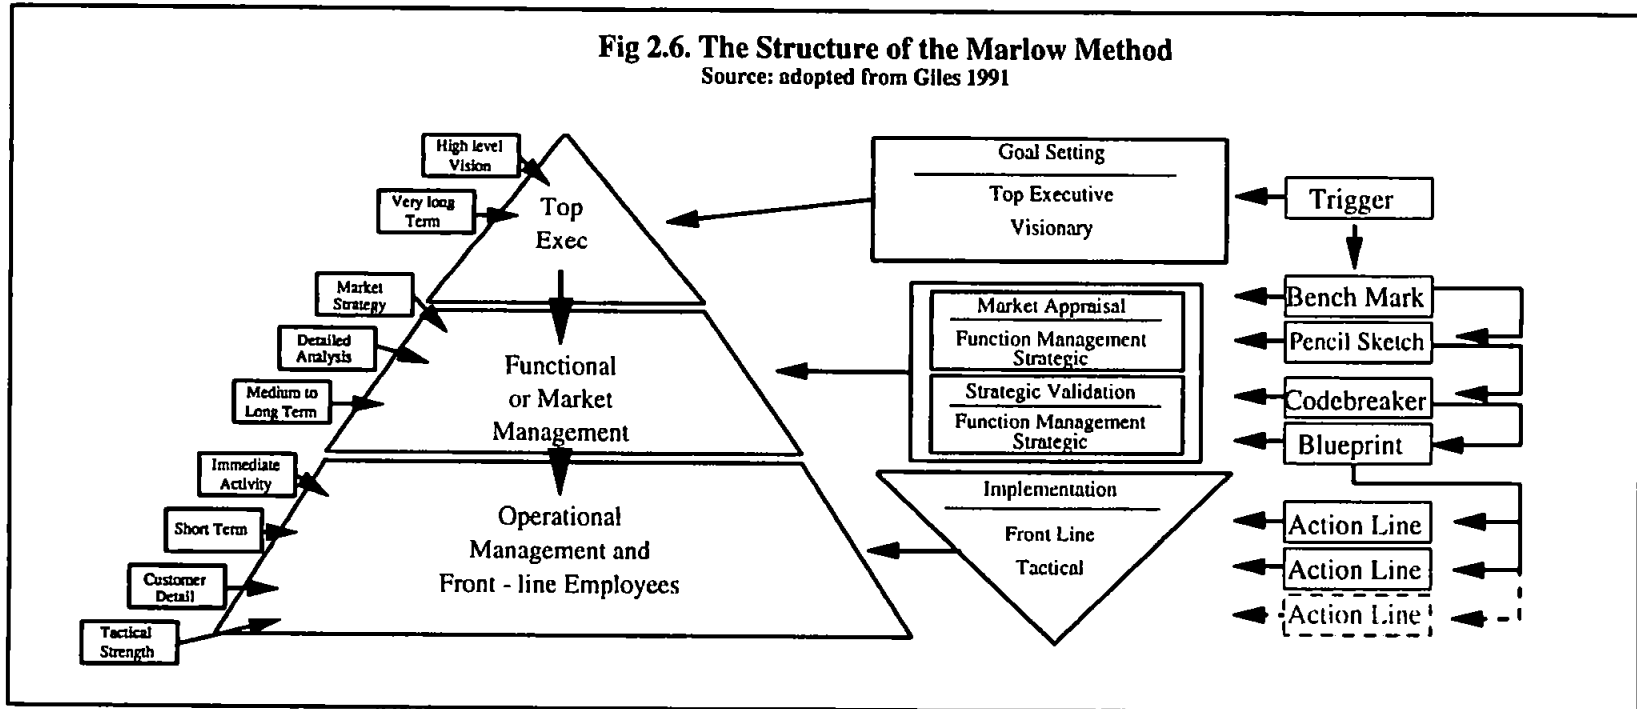 Fig 2.6. The Structure of the Marlow Method
Source: adopted from Giles 1991
High level
Vision
Very long
Term
Market
Strategy
Detailed
Analysis
Medium to
Long Term
Immediate
Activity
Short Term
Customer
Detail
Tactical
Strength
Top
Exec
Functional
or Market
Management
Operational
Management and
Front - line Employees
Goal Setting
Top Executive
Visionary
Market Appraisal
Function Management
Strategic
Strategic Validation
Function Management
Strategic
Implementation
Front Line
Tactical
Trigger
Bench Mark
Pencil Sketch
Codebreaker
Blueprint
Action Line
Action Line
Action Line